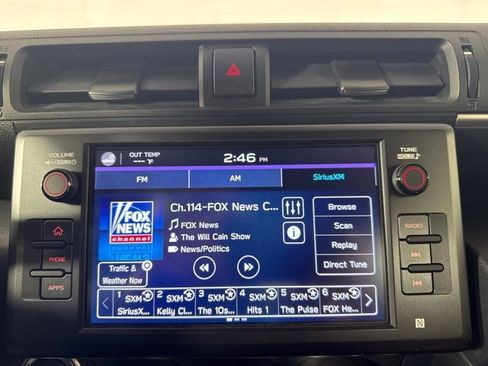 OUT TEMP
--- °F
2:46 PM
VOLUME
TUNE
HOLD
FM
AM
SiriusXM
Ch.114-FOX News C...
FOX
NEWS
channel
FOX News
The Will Cain Show
News/Politics
Browse
Scan
Replay
Direct Tune
Traffic &
Weather Now
PHONE
APPS
RADIO
1 SXM
SiriusX...
2 SXM
Kelly Cl...
3 SXM
The 10s...
4 SXM
Hits 1
5 SXM
The Pulse
6 SXM
FOX He...